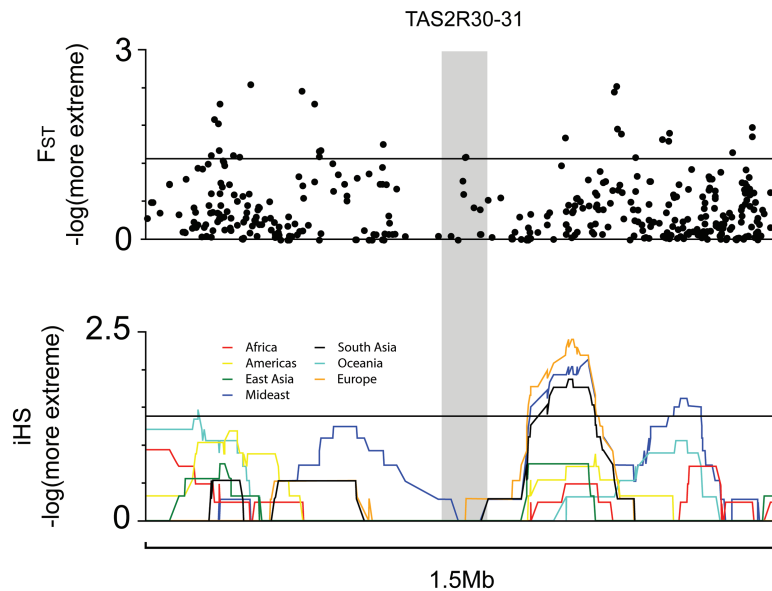 TAS2R30-31
3
FST
-log(more extreme)
0
2.5
iHS
-log(more extreme)
Africa
South Asia
Americas
Oceania
East Asia
Europe
Mideast
0
1.5Mb